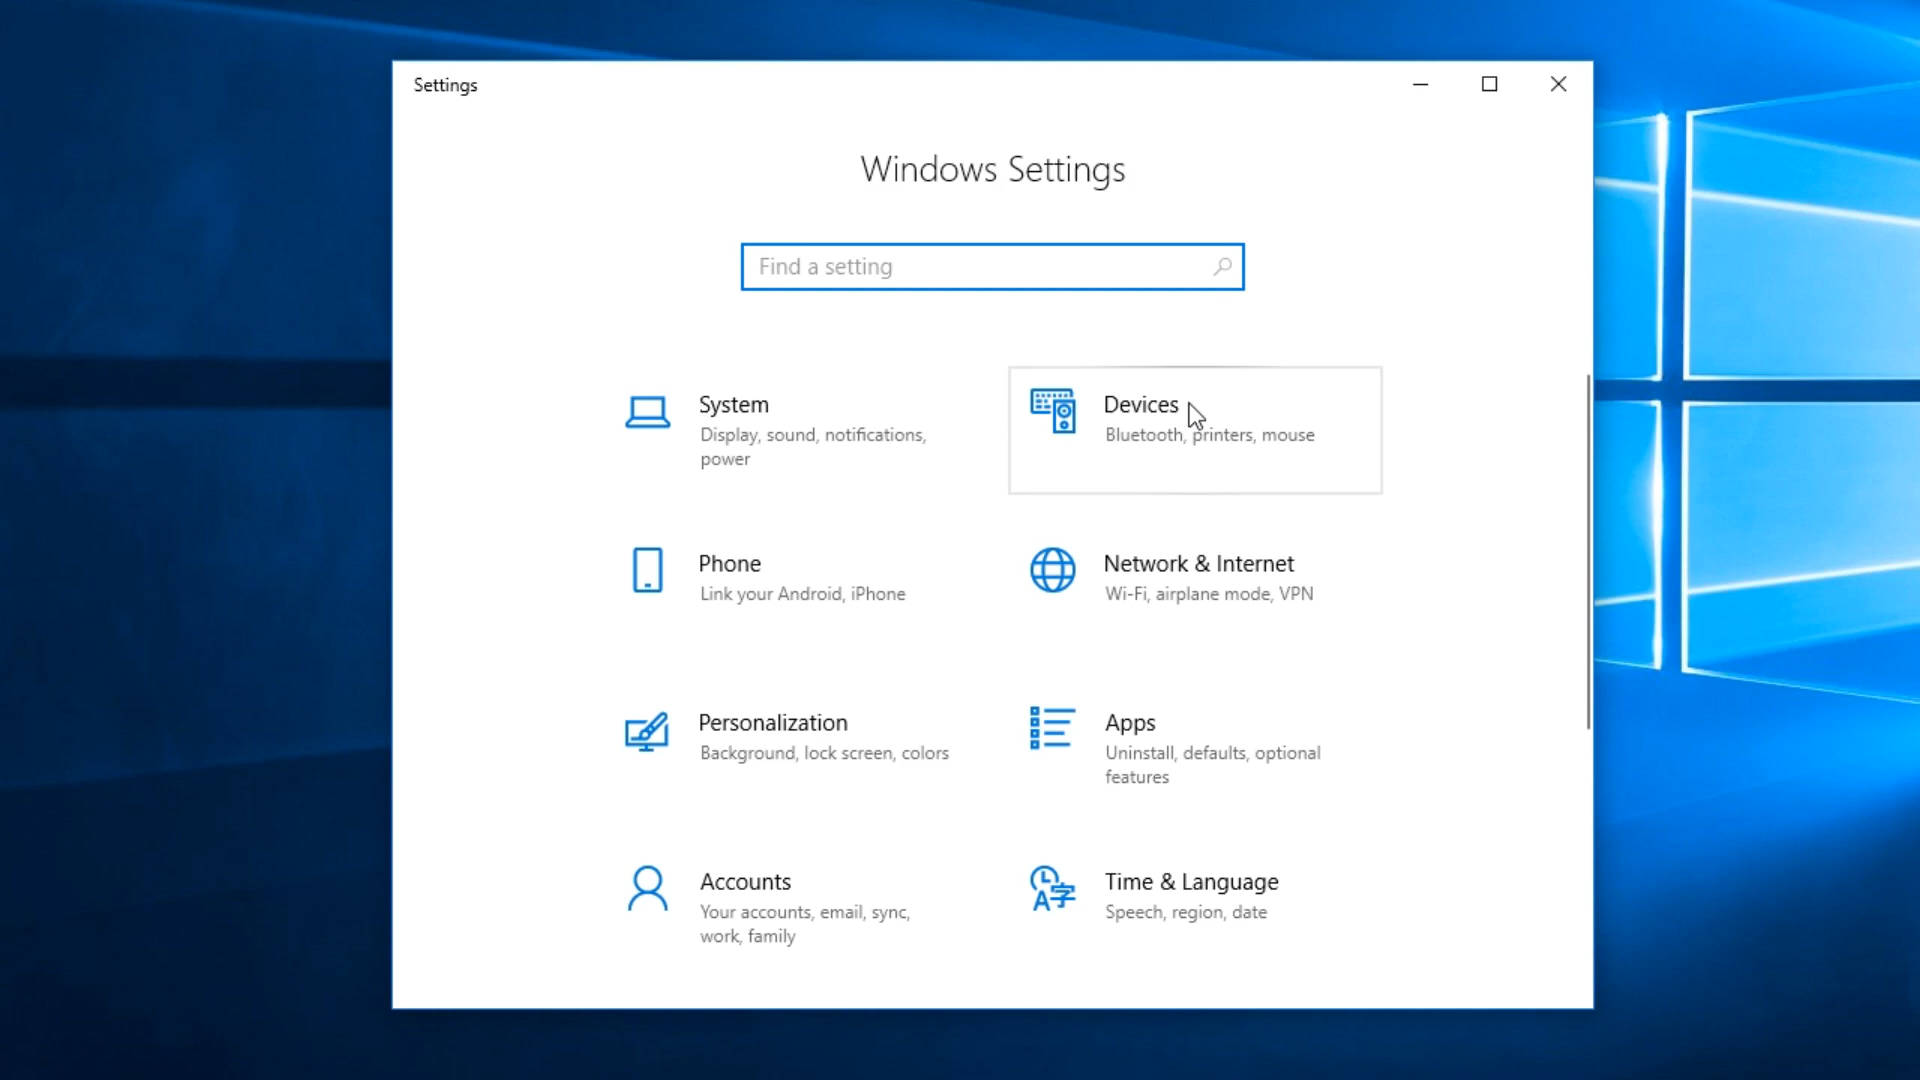 Settings
Windows Settings
Find a setting
System
Display, sound, notifications,
power
Devices
Bluetooth, printers, mouse
Phone
Link your Android, iPhone
Network & Internet
Wi-Fi, airplane mode, VPN
Personalization
Background, lock screen, colors
Apps
Uninstall, defaults, optional
features
Accounts
Your accounts, email, sync,
work, family
Time & Language
Speech, region, date